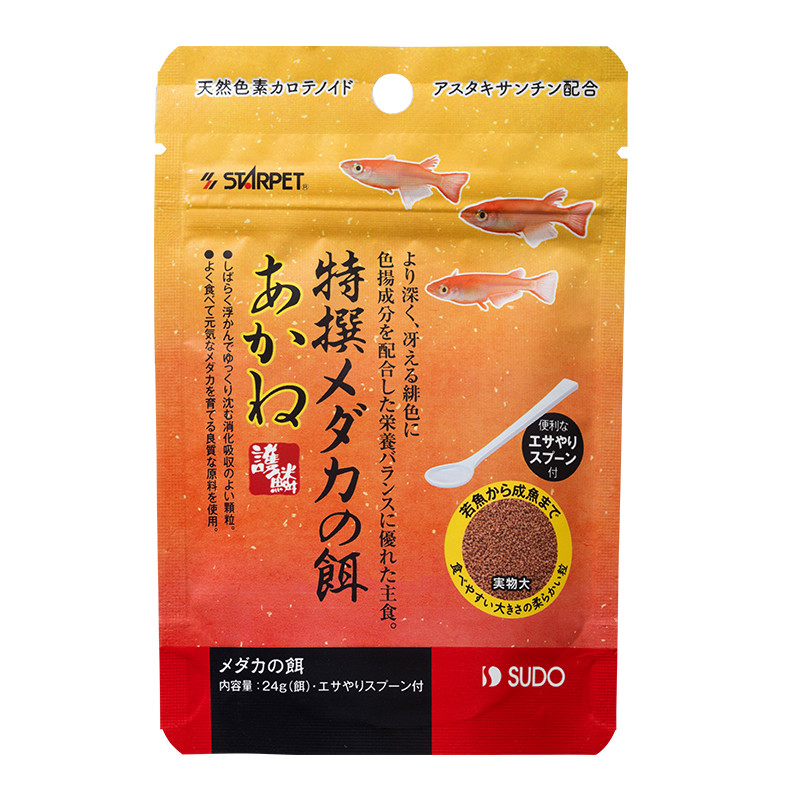 天然色素カロテノイド
アスタキサンチン配合
STARPET®
より深く、冴える緋色に
色揚成分を配合した栄養バランスに優れた主食。
特撰メダカの餌
あかね
護鱗
●しばらく浮かんでゆっくり沈む消化吸収のよい顆粒。
●よく食べて元気なメダカを育てる良質な原料を使用。
便利な
エサやり
スプーン
付
若魚から成魚まで
実物大
食べやすい大きさの柔らかい粒
メダカの餌
内容量：24g（餌）・エサやりスプーン付
SUDO